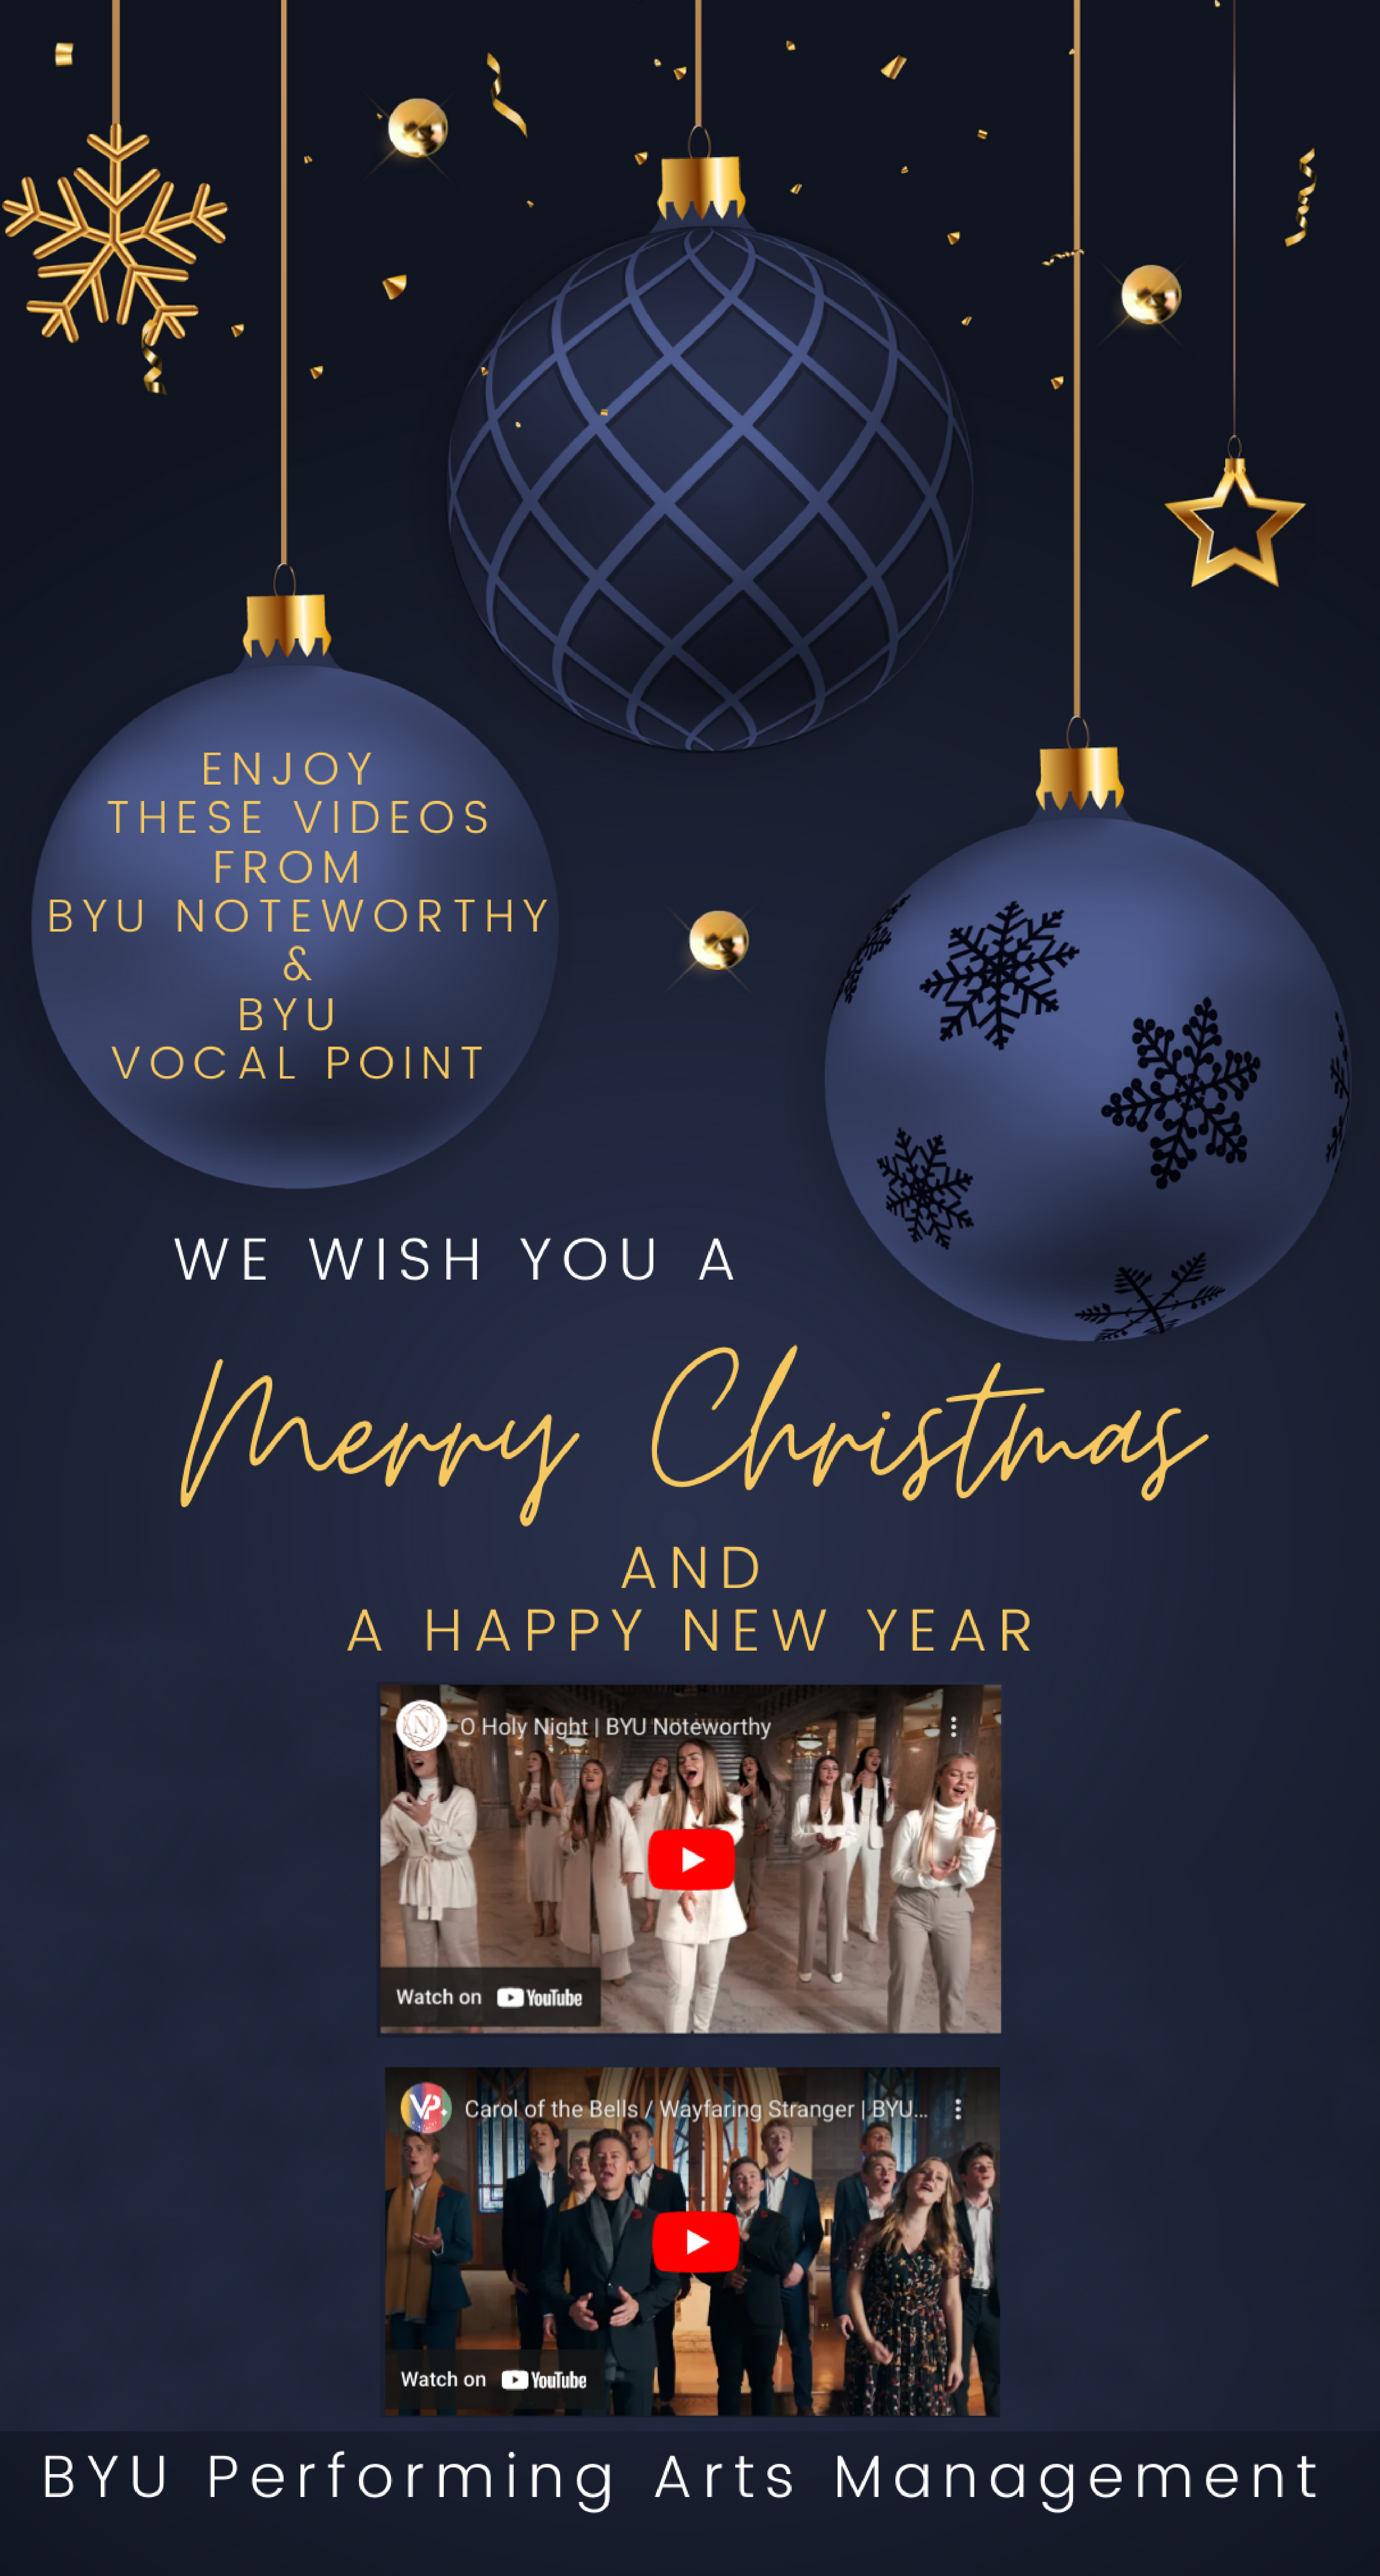 ENJOY
THESE VIDEOS
FROM
BYU NOTEWORTHY
&
BYU
VOCAL POINT
WE WISH YOU A
Merry Christmas
AND
A HAPPY NEW YEAR
N
O Holy Night | BYU Noteworthy
Watch on YouTube
VP
Carol of the Bells / Wayfaring Stranger | BYU...
Watch on YouTube
BYU Performing Arts Management